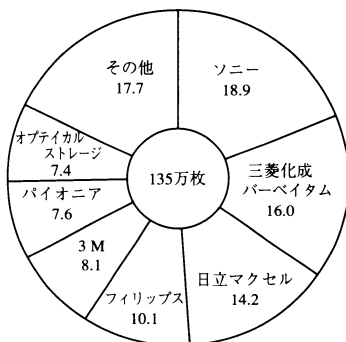 ソニー
18.9
三菱化成
バーベイタム
16.0
日立マクセル
14.2
フィリップス
10.1
3 M
8.1
パイオニア
7.6
オプテイカル
ストレージ
7.4
その他
17.7
135万枚